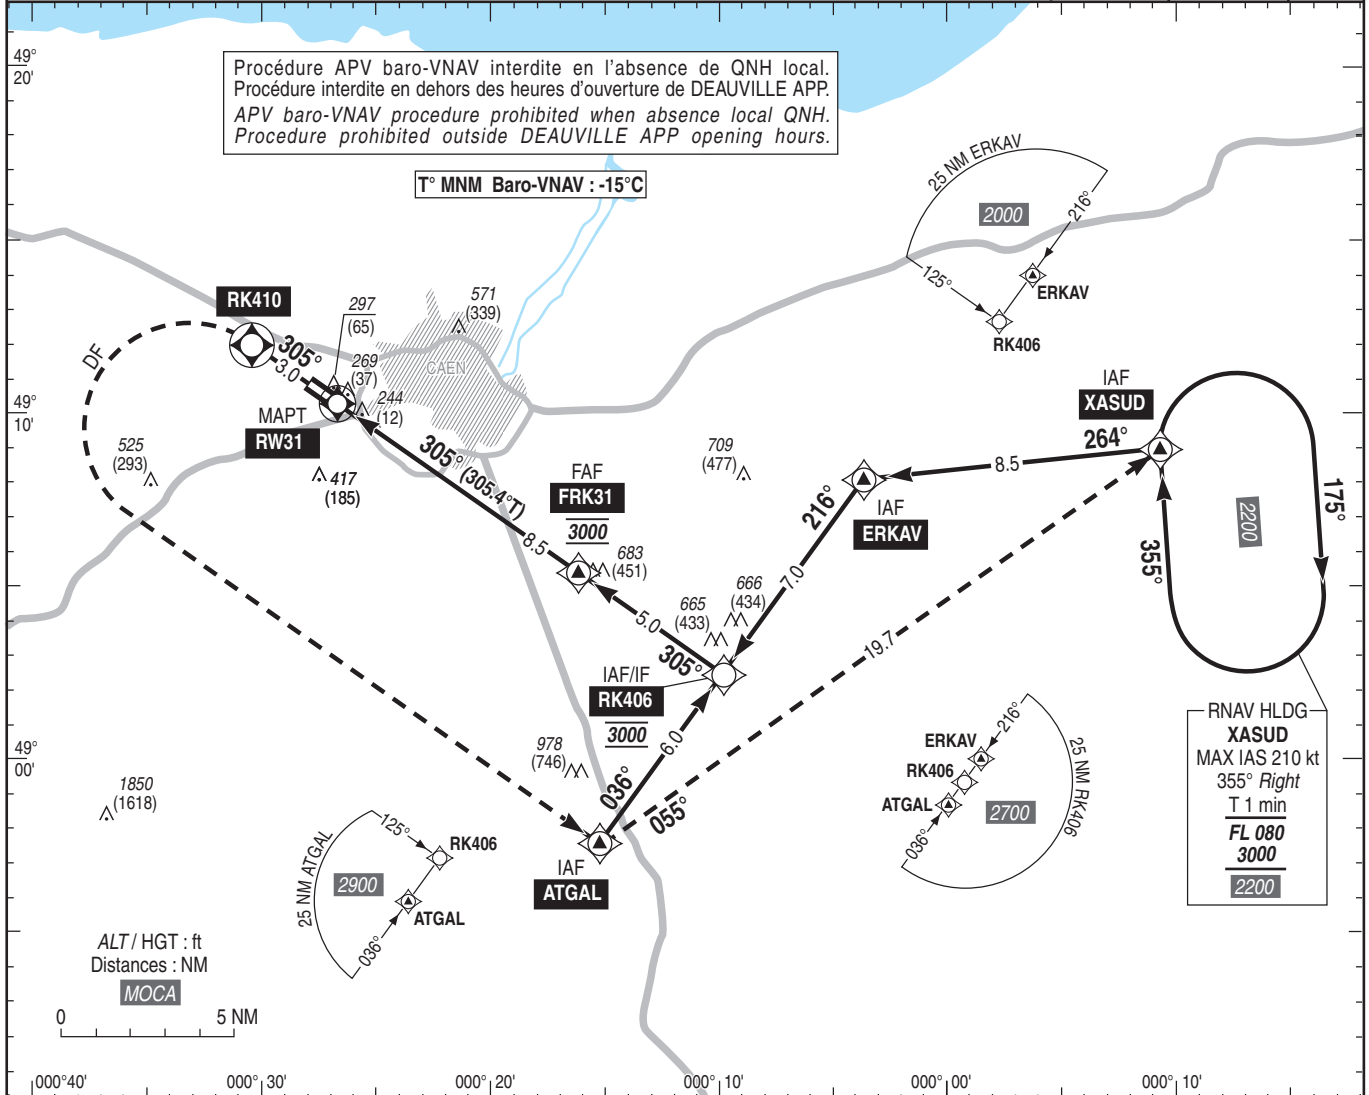 49°
20'
Procédure APV baro-VNAV interdite en l'absence de QNH local.
Procédure interdite en dehors des heures d'ouverture de DEAUVILLE APP.
APV baro-VNAV procedure prohibited when absence local QNH.
Procedure prohibited outside DEAUVILLE APP opening hours.
T° MNM Baro-VNAV : -15°C
25 NM ERKAV
2000
216°
125°
ERKAV
RK406
RK410
297
(65)
571
(339)
DF
305°
3.0
269
(37)
CAEN
244
(12)
49°
10'
MAPT
RW31
525
(293)
417
(185)
305° (305.4°T)
8.5
FAF
FRK31
3000
683
(451)
709
(477)
IAF
XASUD
264°
8.5
IAF
ERKAV
216°
7.0
175°
2200
355°
665
(433)
666
(434)
5.0
305°
IAF/IF
RK406
3000
19.7
6.0
036°
055°
978
(746)
49°
00'
1850
(1618)
IAF
ATGAL
25 NM ATGAL
125°
RK406
2900
ATGAL
036°
ERKAV
216°
RK406
ATGAL
2700
25 NM RK406
036°
RNAV HLDG
XASUD
MAX IAS 210 kt
355° Right
T 1 min
FL 080
3000
2200
ALT / HGT : ft
Distances : NM
MOCA
0 5 NM
000°40' 000°30' 000°20' 000°10' 000°00' 000°10'